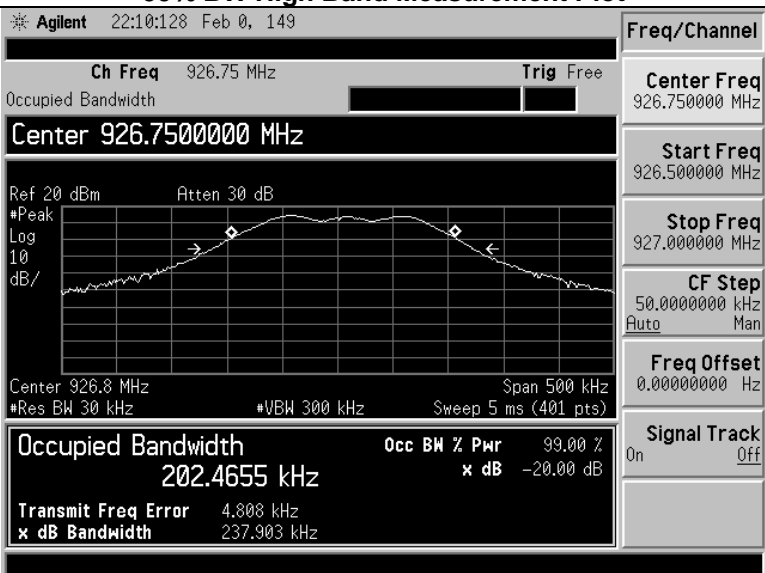 Agilent 22:10:128 Feb 0, 149
Freq/Channel
Ch Freq 926.75 MHz Trig Free
Occupied Bandwidth
Center 926.7500000 MHz
Ref 20 dBm Atten 30 dB
#Peak
Log
10
dB/
Center 926.8 MHz Span 500 kHz
#Res BW 30 kHz #VBW 300 kHz Sweep 5 ms (401 pts)
Occupied Bandwidth Occ BW % Pwr 99.00 %
202.4655 kHz x dB -20.00 dB
Transmit Freq Error 4.808 kHz
x dB Bandwidth 237.903 kHz
Center Freq
926.750000 MHz
Start Freq
926.500000 MHz
Stop Freq
927.000000 MHz
CF Step
50.0000000 kHz
Auto Man
Freq Offset
0.00000000 Hz
Signal Track
On Off